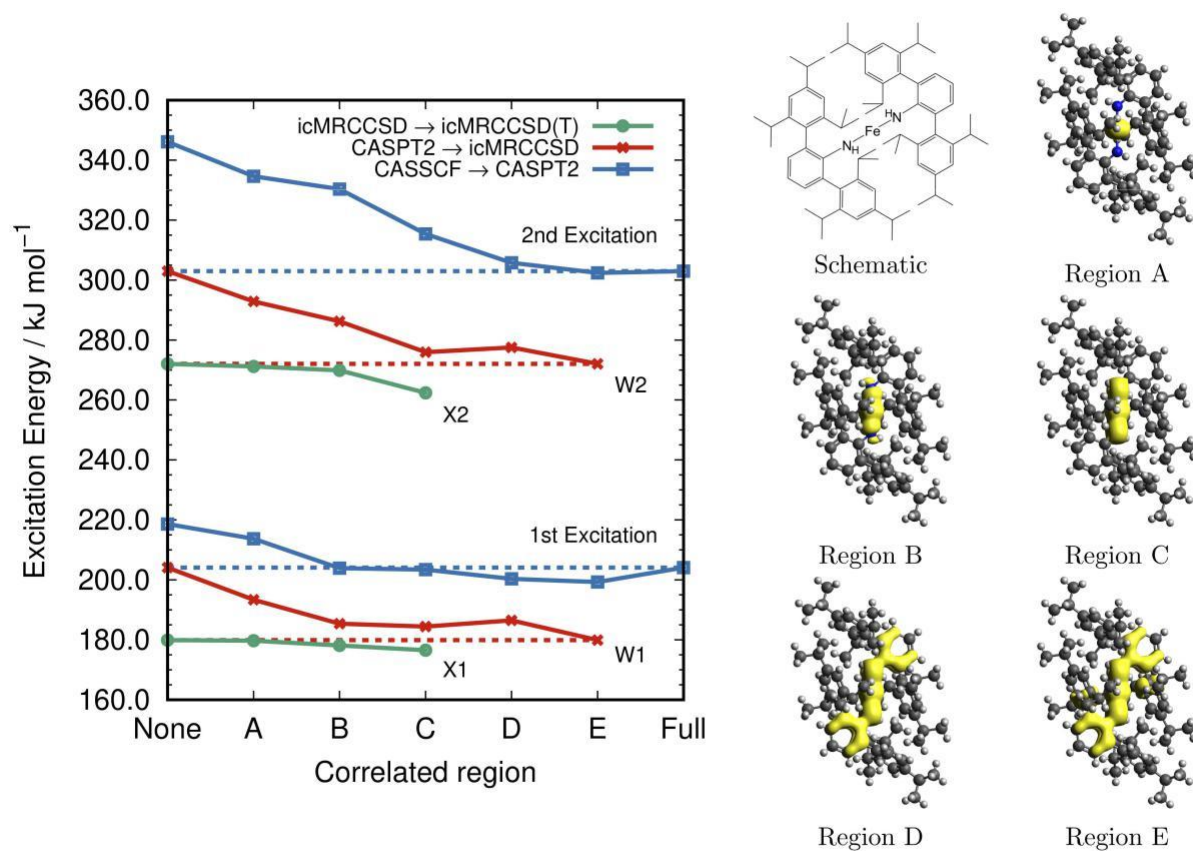 Excitation Energy / kJ mol⁻¹
360.0
340.0
320.0
300.0
280.0
260.0
240.0
220.0
200.0
180.0
160.0
icMRCCSD → icMRCCSD(T)
CASPT2 → icMRCCSD
CASSCF → CASPT2
2nd Excitation
W2
X2
1st Excitation
W1
X1
None A B C D E Full
Correlated region
Fe
HN
N H
Schematic
Region A
Region B
Region C
Region D
Region E